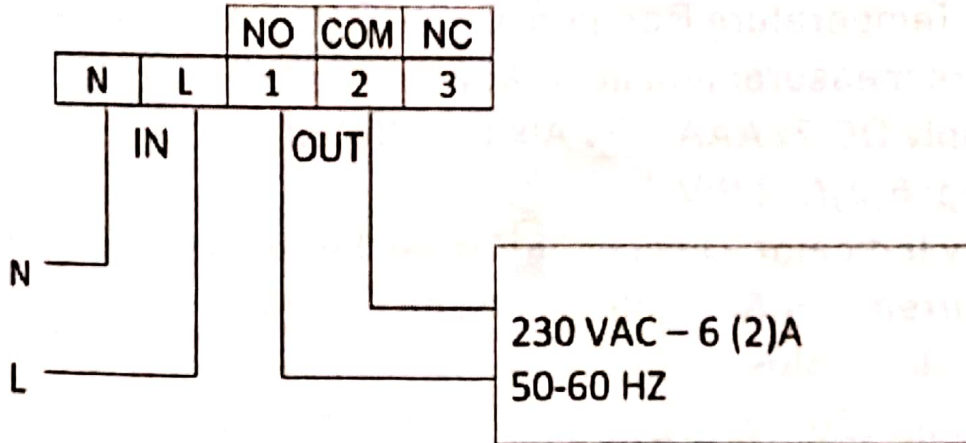 NO COM NC
N L 1 2 3
IN OUT
N
L
230 VAC – 6 (2)A
50-60 HZ